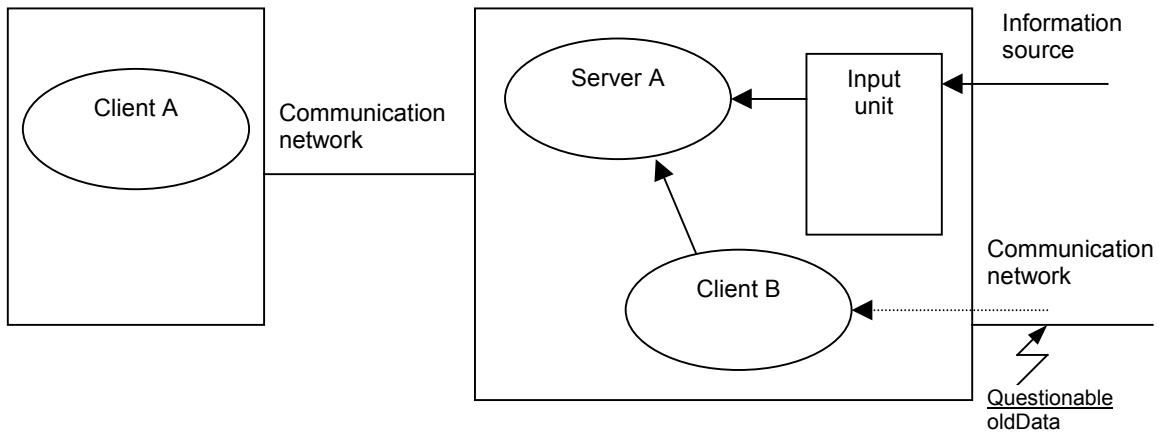 Client A
Communication
network
Server A
Input
unit
Information
source
Client B
Communication
network
Questionable
oldData